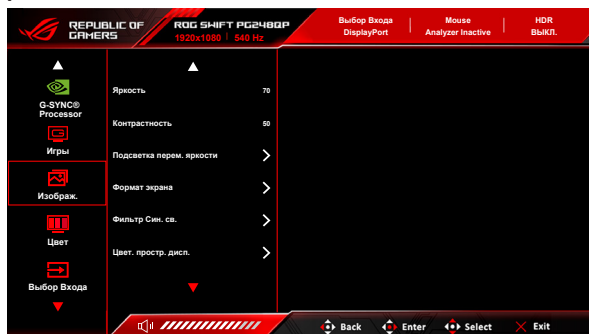 REPUBLIC OF
GAMERS
ROG SWIFT PG248QP
1920x1080 | 540 Hz
Выбор Входа
DisplayPort
Mouse
Analyzer Inactive
HDR
ВЫКЛ.
G-SYNC®
Processor
Игры
Изображ.
Цвет
Выбор Входа
Яркость 70
Контрастность 50
Подсветка перем. яркости
Формат экрана
Фильтр Син. св.
Цвет. простр. дисп.
Back Enter Select Exit